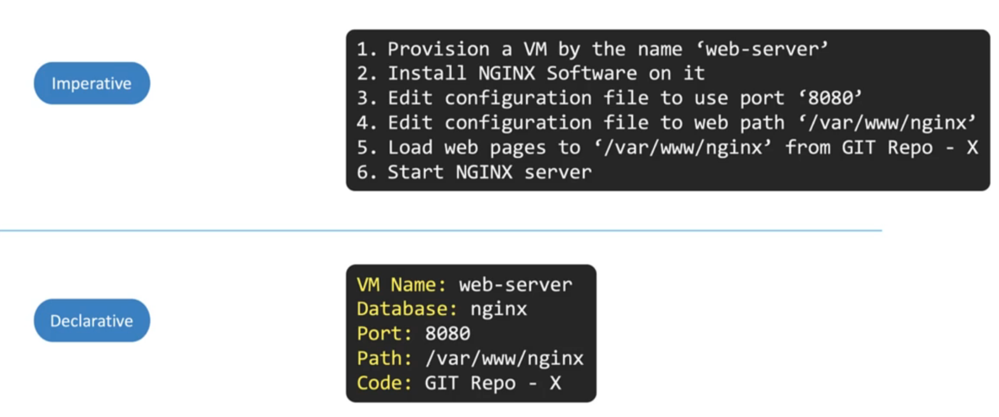 Imperative
1. Provision a VM by the name ‘web-server’
2. Install NGINX Software on it
3. Edit configuration file to use port ‘8080’
4. Edit configuration file to web path ‘/var/www/nginx’
5. Load web pages to ‘/var/www/nginx’ from GIT Repo - X
6. Start NGINX server
Declarative
VM Name: web-server
Database: nginx
Port: 8080
Path: /var/www/nginx
Code: GIT Repo - X